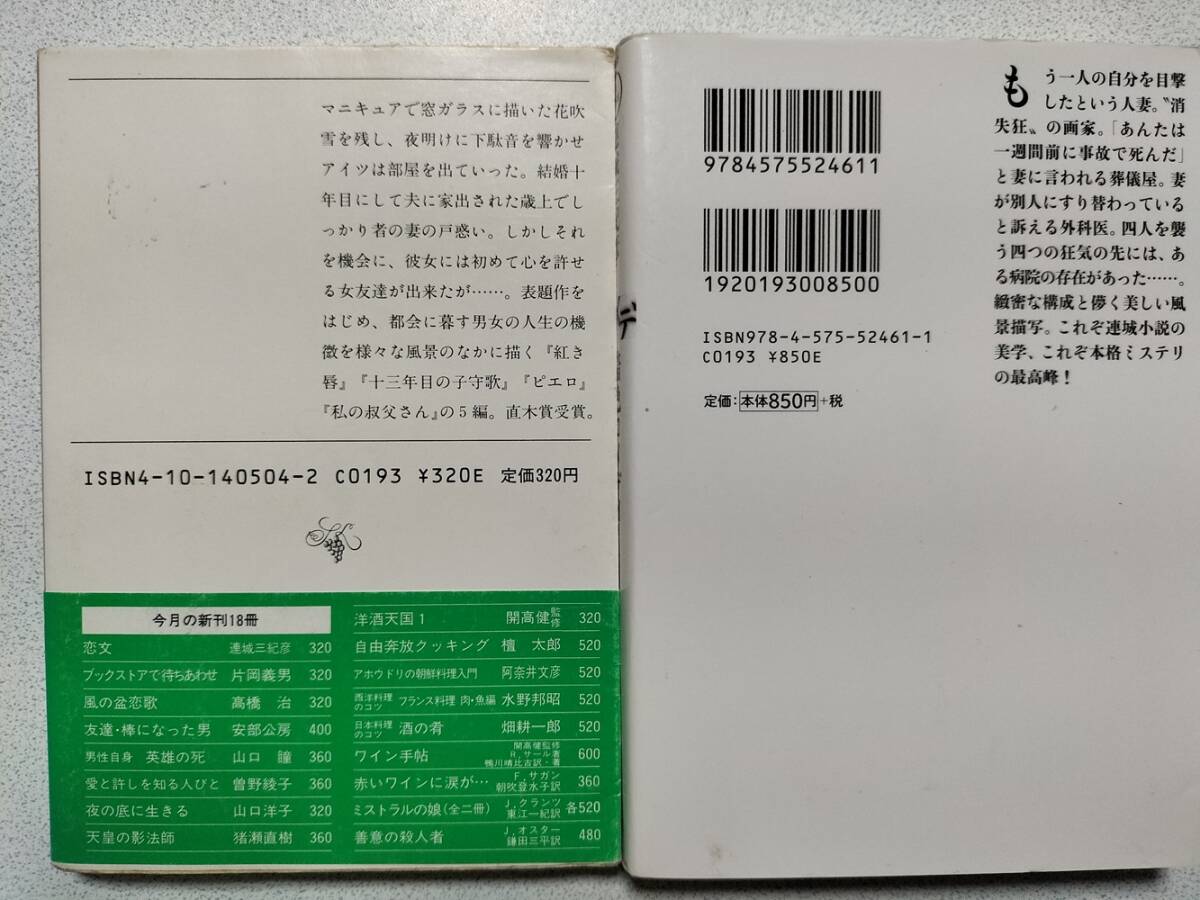 マニキュアで窓ガラスに描いた花吹
雪を残し、夜明けに下駄音を響かせ
アイツは部屋を出ていった。結婚十
年目にして夫に家出された歳上でし
っかり者の妻の戸惑い。しかしそれ
を機会に、彼女には初めて心を許せ
る女友達が出来たが……。表題作を
はじめ、都会に暮す男女の人生の機
微を様々な風景のなかに描く『紅き
唇』『十三年目の子守歌』『ピエロ』
『私の叔父さん』の5編。直木賞受賞。
ISBN4-10-140504-2 C0193 ¥320E 定価320円
今月の新刊18冊
恋文 連城三紀彦 320
ブックストアで待ちあわせ 片岡義男 320
風の盆恋歌 高橋 治 320
友達・棒になった男 安部公房 400
男性自身 英雄の死 山口 瞳 360
愛と許しを知る人びと 曽野綾子 360
夜の底に生きる 山口洋子 320
天皇の影法師 猪瀬直樹 360
洋酒天国1 開高健監修 320
自由奔放クッキング 檀 太郎 520
アホウドリの朝鮮料理入門 阿奈井文彦 520
西洋料理のコツ フランス料理 肉・魚編 水野邦昭 520
日本料理のコツ 酒の肴 畑耕一郎 520
ワイン手帖 開高健監修 R.サール著 鴨川晴比古訳・著 600
赤いワインに涙が… F.サガン 朝吹登水子訳 360
ミストラルの娘(全二冊) J.クランツ 東江一紀訳 各520
善意の殺人者 J.オスター 鎌田三平訳 480
9784575524611
1920193008500
ISBN978-4-575-52461-1
C0193 ¥850E
定価:本体850円+税
もう一人の自分を目撃
したという人妻。〝消
失狂〟の画家。「あんたは
一週間前に事故で死んだ」
と妻に言われる葬儀屋。妻
が別人にすり替わっている
と訴える外科医。四人を襲
う四つの狂気の先には、あ
る病院の存在があった……。
緻密な構成と儚く美しい風
景描写。これぞ連城小説の
美学、これぞ本格ミステリ
の最高峰！